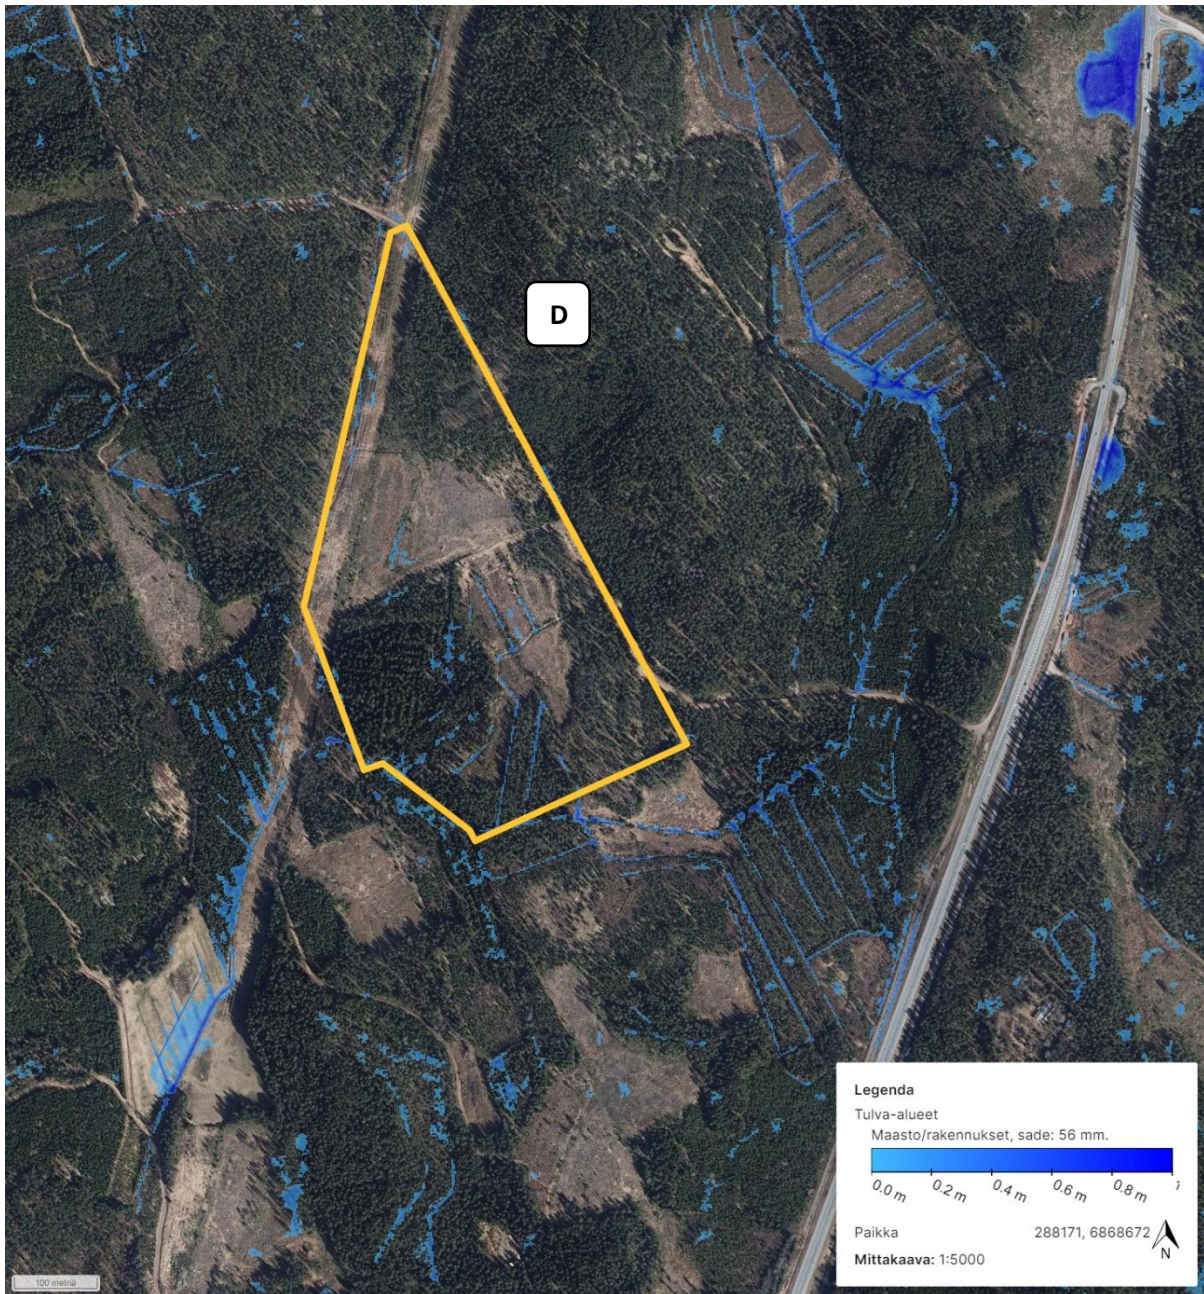 D
Legenda
Tulva-alueet
Maasto/rakennukset, sade: 56 mm.
0.0 m 0.2 m 0.4 m 0.6 m 0.8 m
Paikka 288171, 6868672
N
Mittakaava: 1:5000
100 metriä